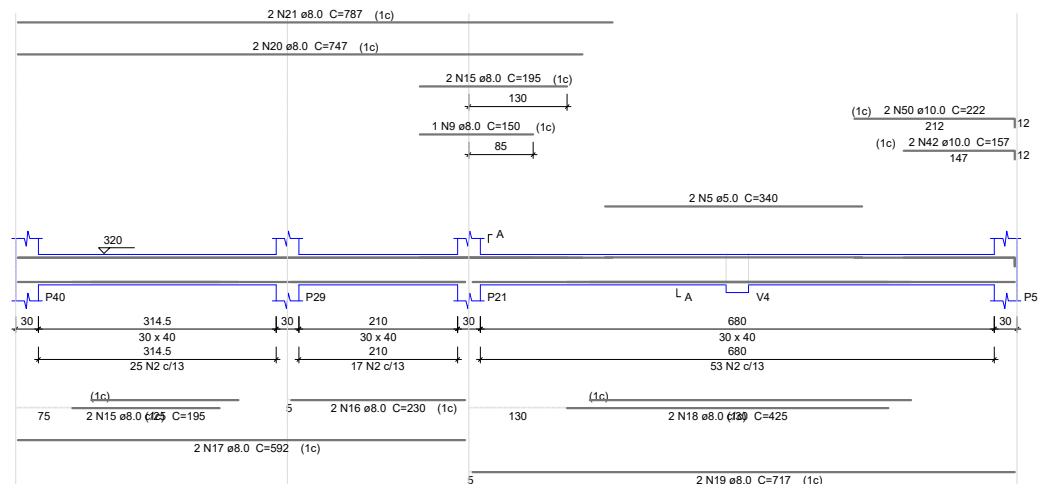 2 N21 ø8.0 C=787 (1c)
2 N20 ø8.0 C=747 (1c)
2 N15 ø8.0 C=195 (1c)
130
(1c) 2 N50 ø10.0 C=222
212
12
1 N9 ø8.0 C=150 (1c)
85
(1c) 2 N42 ø10.0 C=157
147
12
2 N5 ø5.0 C=340
A
320
P40
P29
P21
A
V4
P5
30
314.5
30
210
30
680
30
30 x 40
30 x 40
30 x 40
314.5
210
680
25 N2 c/13
17 N2 c/13
53 N2 c/13
(1c)
(1c)
75
2 N15 ø8.0 C=195
5
2 N16 ø8.0 C=230 (1c)
130
2 N18 ø8.0 C=425
2 N17 ø8.0 C=592 (1c)
5
2 N19 ø8.0 C=717 (1c)